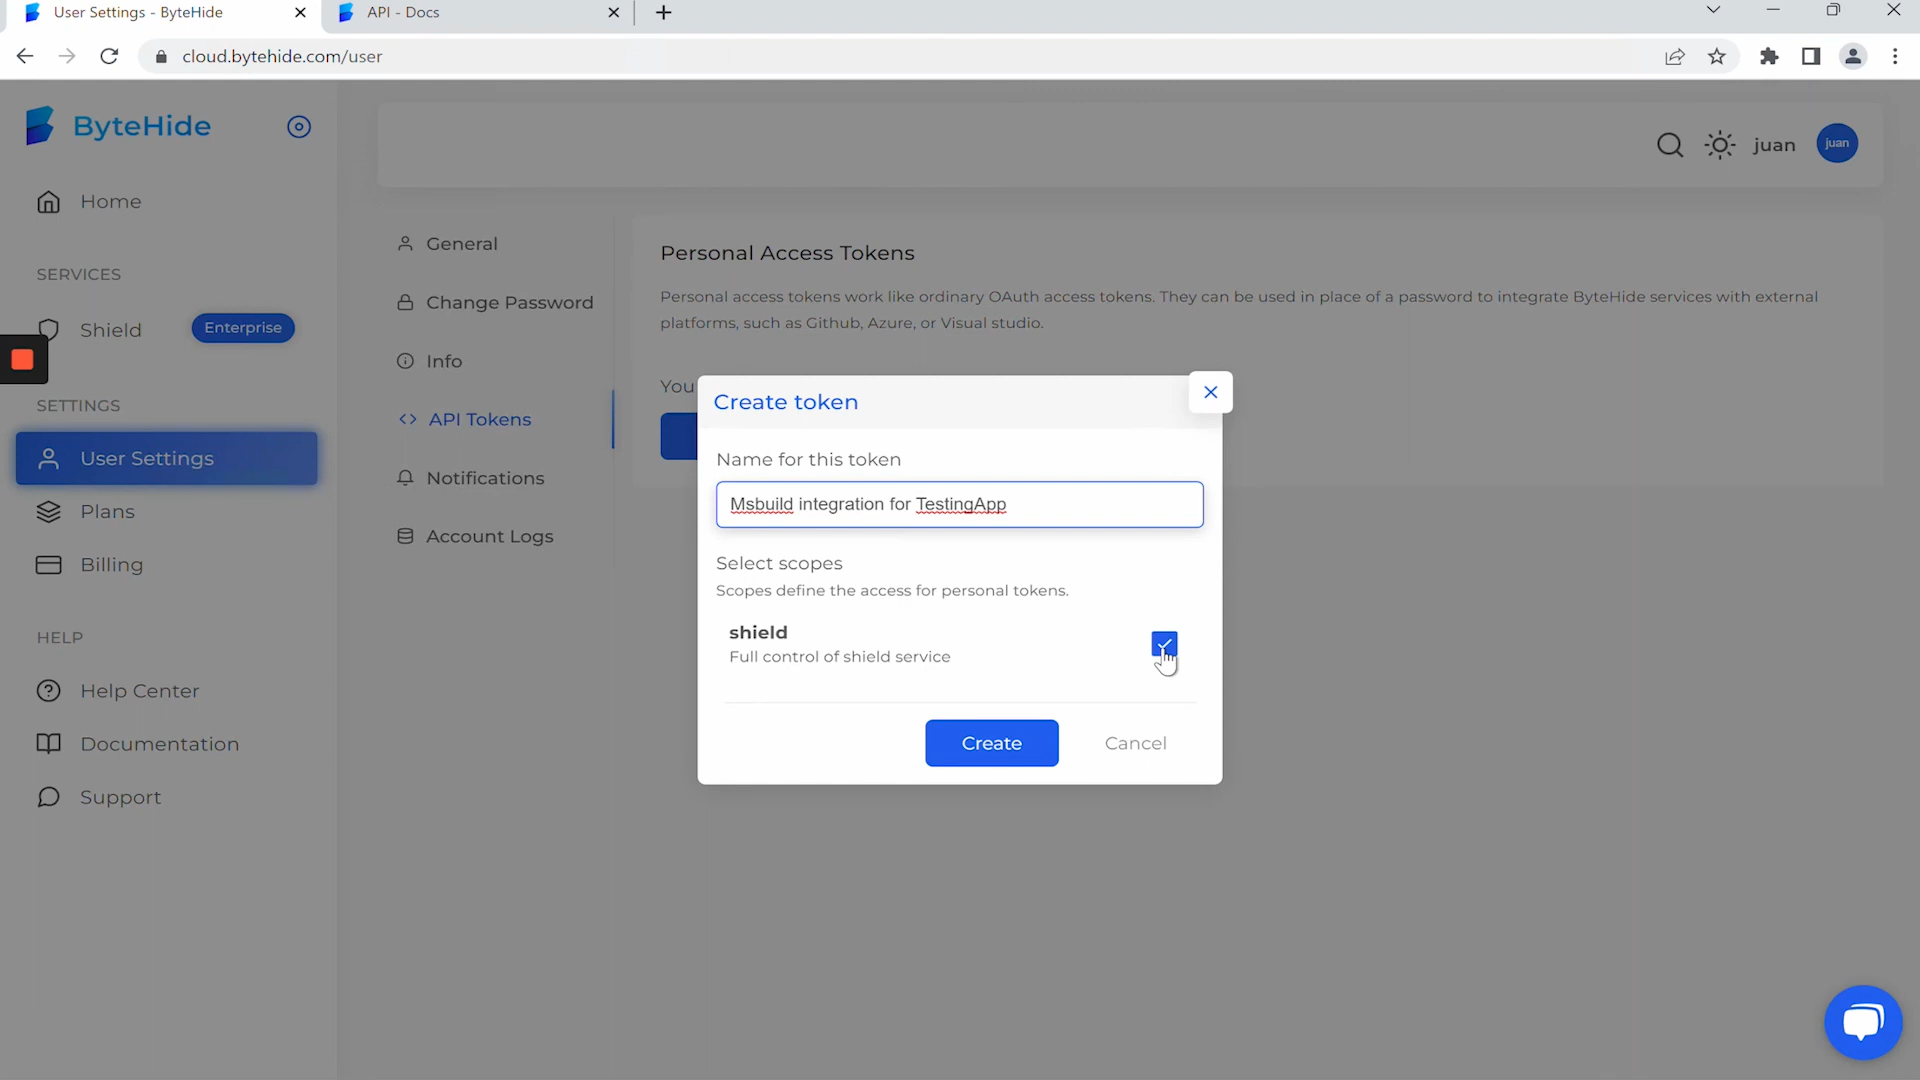 User Settings - ByteHide
API - Docs
cloud.bytehide.com/user
ByteHide
juan
juan
Home
SERVICES
Shield
Enterprise
SETTINGS
User Settings
Plans
Billing
HELP
Help Center
Documentation
Support
General
Change Password
Info
API Tokens
Notifications
Account Logs
Personal Access Tokens
Personal access tokens work like ordinary OAuth access tokens. They can be used in place of a password to integrate ByteHide services with external
platforms, such as Github, Azure, or Visual studio.
You
Create token
Name for this token
Msbuild integration for TestingApp
Select scopes
Scopes define the access for personal tokens.
shield
Full control of shield service
Create
Cancel